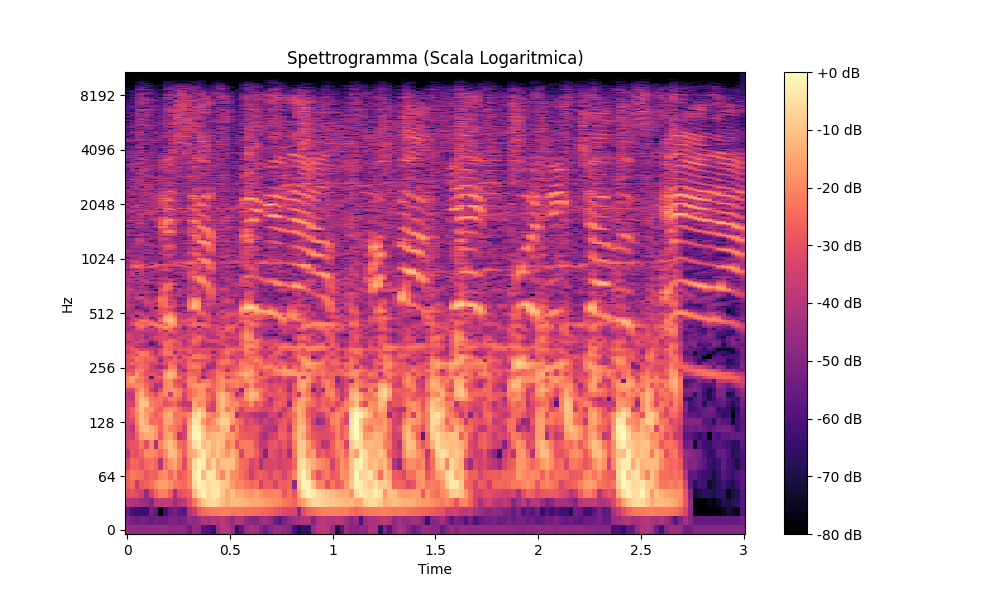 Spettrogramma (Scala Logaritmica)
Hz
8192
4096
2048
1024
512
256
128
64
0
0 0.5 1 1.5 2 2.5 3
Time
+0 dB
-10 dB
-20 dB
-30 dB
-40 dB
-50 dB
-60 dB
-70 dB
-80 dB